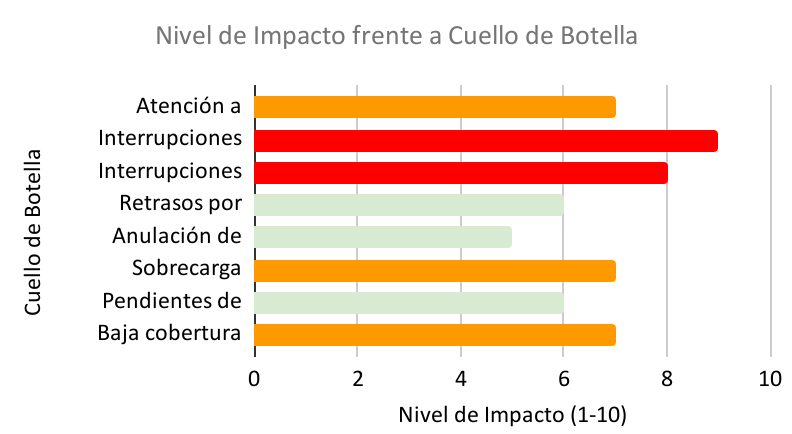 Nivel de Impacto frente a Cuello de Botella
Cuello de Botella
Atención a
Interrupciones
Interrupciones
Retrasos por
Anulación de
Sobrecarga
Pendientes de
Baja cobertura
0 2 4 6 8 10
Nivel de Impacto (1-10)